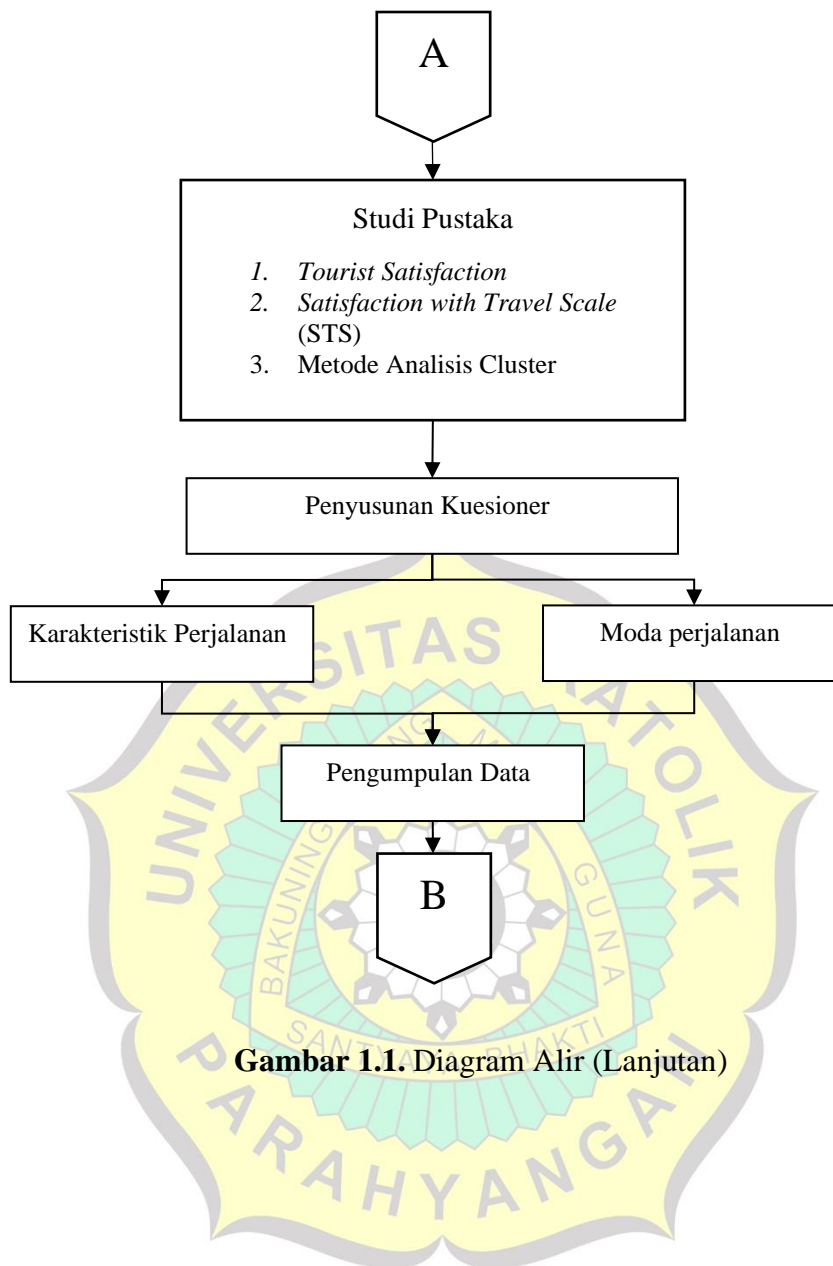 A
Studi Pustaka
1. Tourist Satisfaction
2. Satisfaction with Travel Scale
(STS)
3. Metode Analisis Cluster
Penyusunan Kuesioner
Karakteristik Perjalanan
Moda perjalanan
Pengumpulan Data
B
Gambar 1.1. Diagram Alir (Lanjutan)
UNIVERSITAS KATOLIK
PARAHYANGAN
BAKUNING
GUNA
SANTYAYA BHAKTI